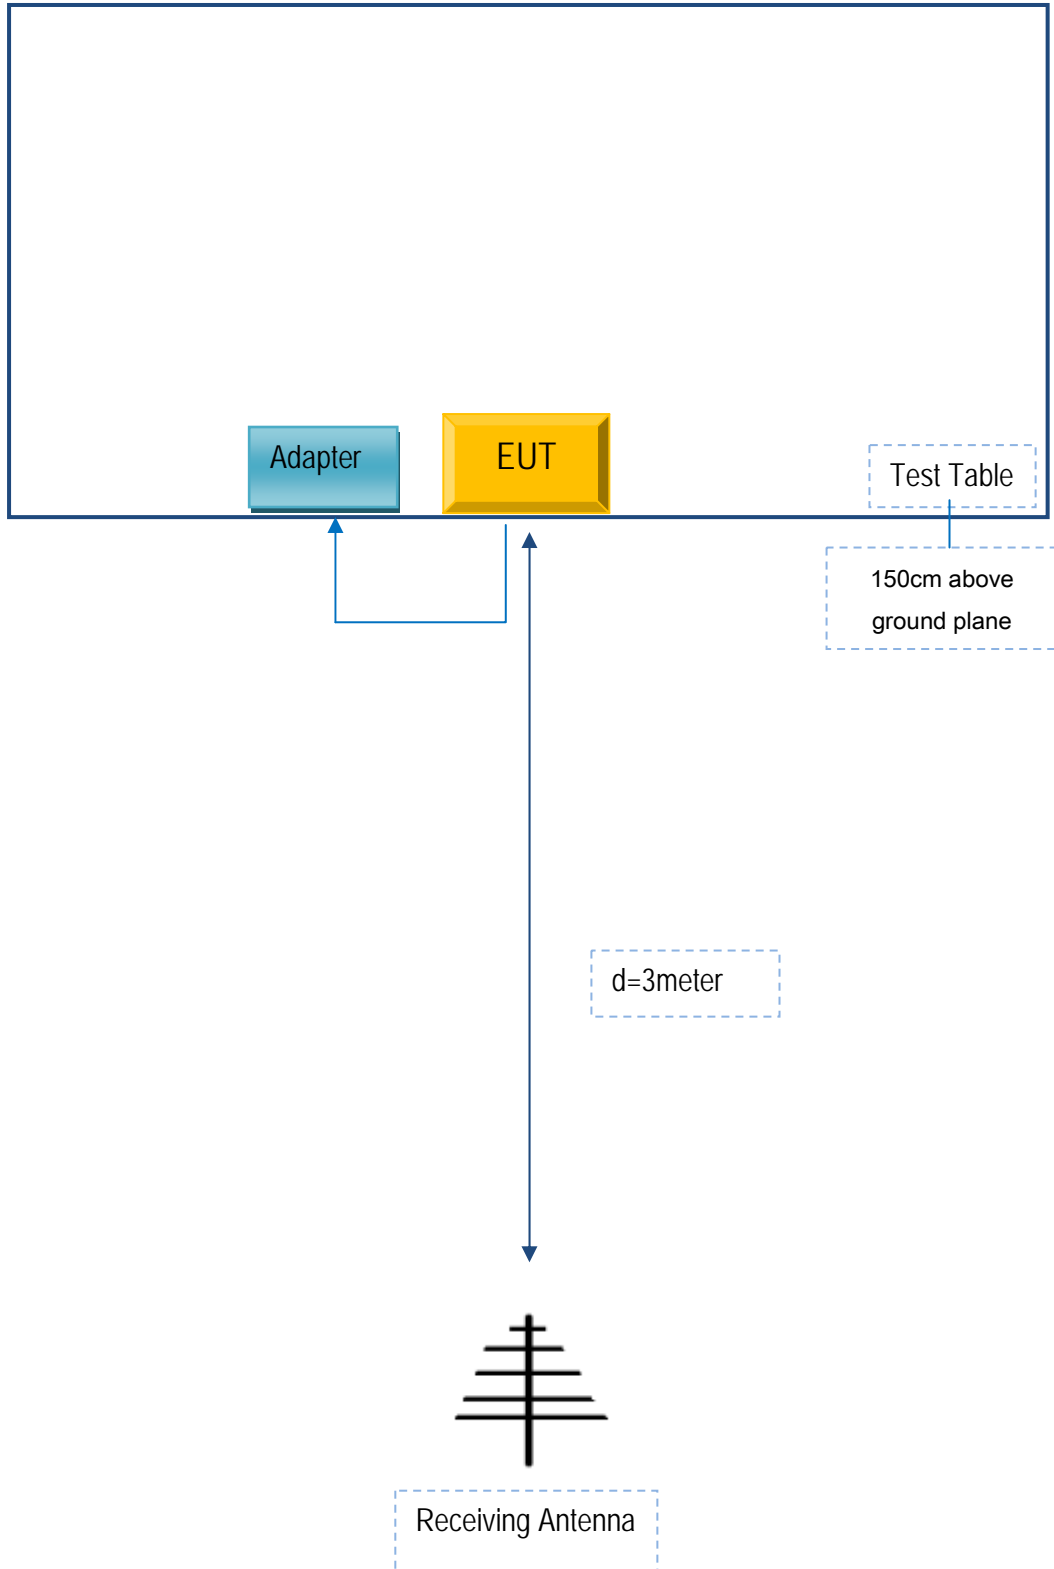 Adapter
EUT
Test Table
150cm above
ground plane
d=3meter
Receiving Antenna